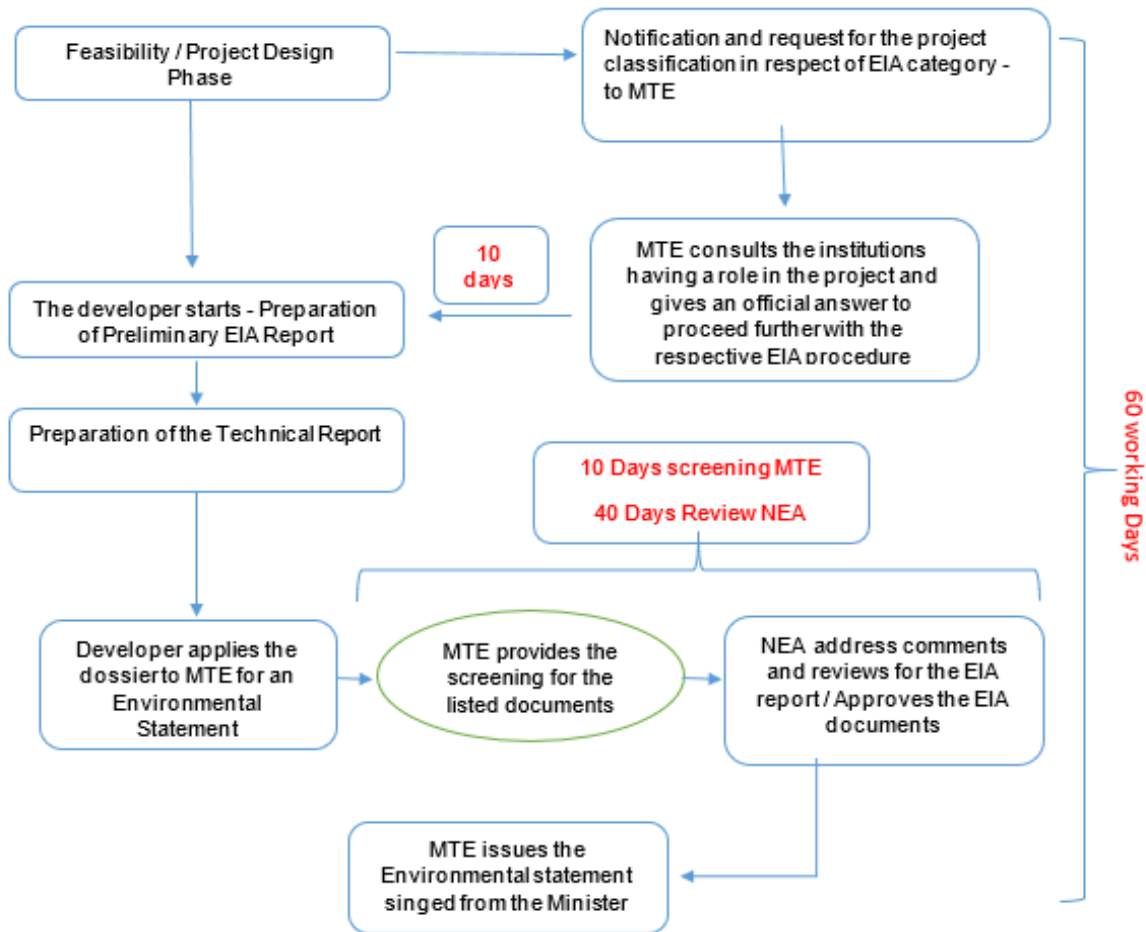 Feasibility / Project Design
Phase
Notification and request for the project
classification in respect of EIA category -
to MTE
10
days
MTE consults the institutions
having a role in the project and
gives an official answer to
proceed further with the
respective EIA procedure
The developer starts - Preparation
of Preliminary EIA Report
Preparation of the Technical Report
10 Days screening MTE
40 Days Review NEA
60 working Days
Developer applies the
dossier to MTE for an
Environmental
Statement
MTE provides the
screening for the
listed documents
NEA address comments
and reviews for the EIA
report / Approves the EIA
documents
MTE issues the
Environmental statement
singed from the Minister